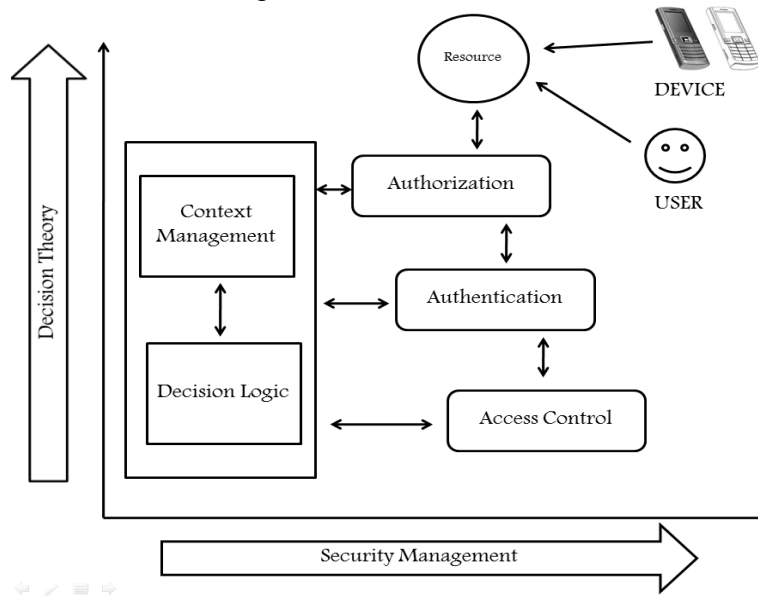 Resource
DEVICE
USER
Authorization
Context
Management
Authentication
Decision Logic
Access Control
Decision Theory
Security Management